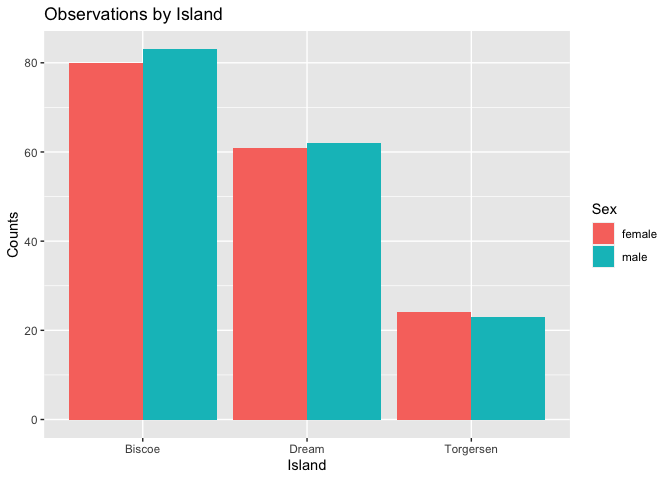 Observations by Island
Counts
80
60
40
20
0
Biscoe
Dream
Torgersen
Island
Sex
female
male